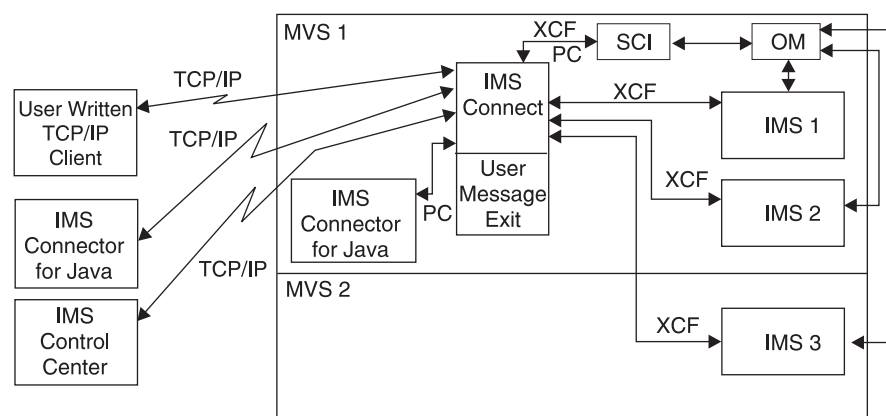 MVS 1
XCF
PC
SCI
OM
TCP/IP
User Written
TCP/IP
Client
IMS
Connect
XCF
IMS 1
TCP/IP
User
Message
Exit
XCF
IMS 2
IMS
Connector
for Java
PC
IMS
Connector
for Java
TCP/IP
MVS 2
IMS
Control
Center
XCF
IMS 3